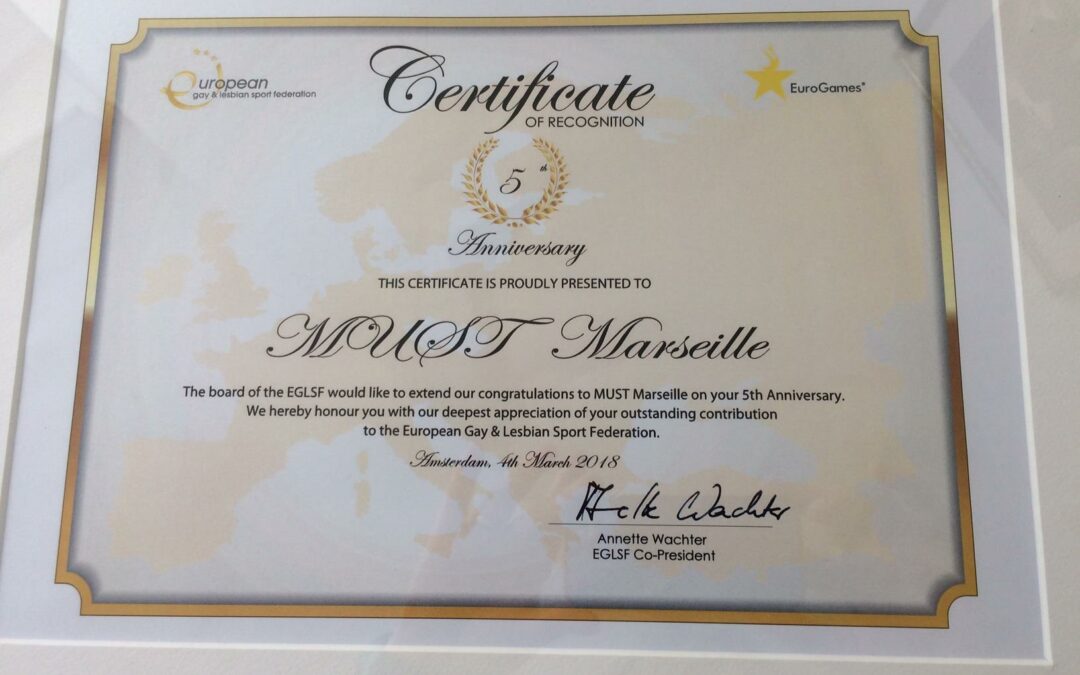 european
gay & lesbian sport federation
Certificate
OF RECOGNITION
EuroGames
5th
Anniversary
THIS CERTIFICATE IS PROUDLY PRESENTED TO
MUST Marseille
The board of the EGLSF would like to extend our congratulations to MUST Marseille on your 5th Anniversary.
We hereby honour you with our deepest appreciation of your outstanding contribution
to the European Gay & Lesbian Sport Federation.
Amsterdam, 4th March 2018
Wachter
Annette Wachter
EGLSF Co-President